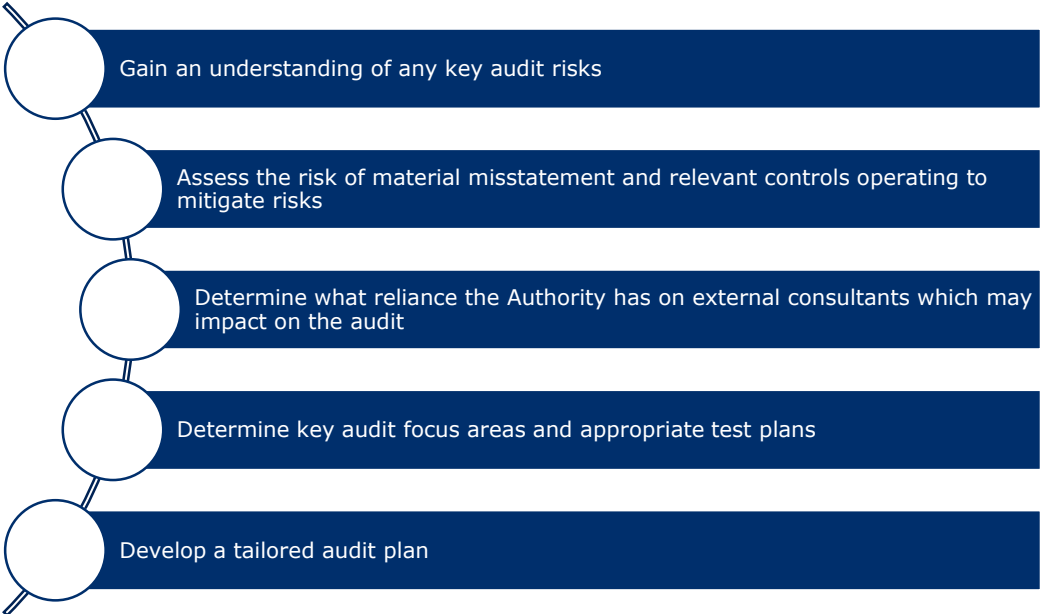 Gain an understanding of any key audit risks
Assess the risk of material misstatement and relevant controls operating to
mitigate risks
Determine what reliance the Authority has on external consultants which may
impact on the audit
Determine key audit focus areas and appropriate test plans
Develop a tailored audit plan